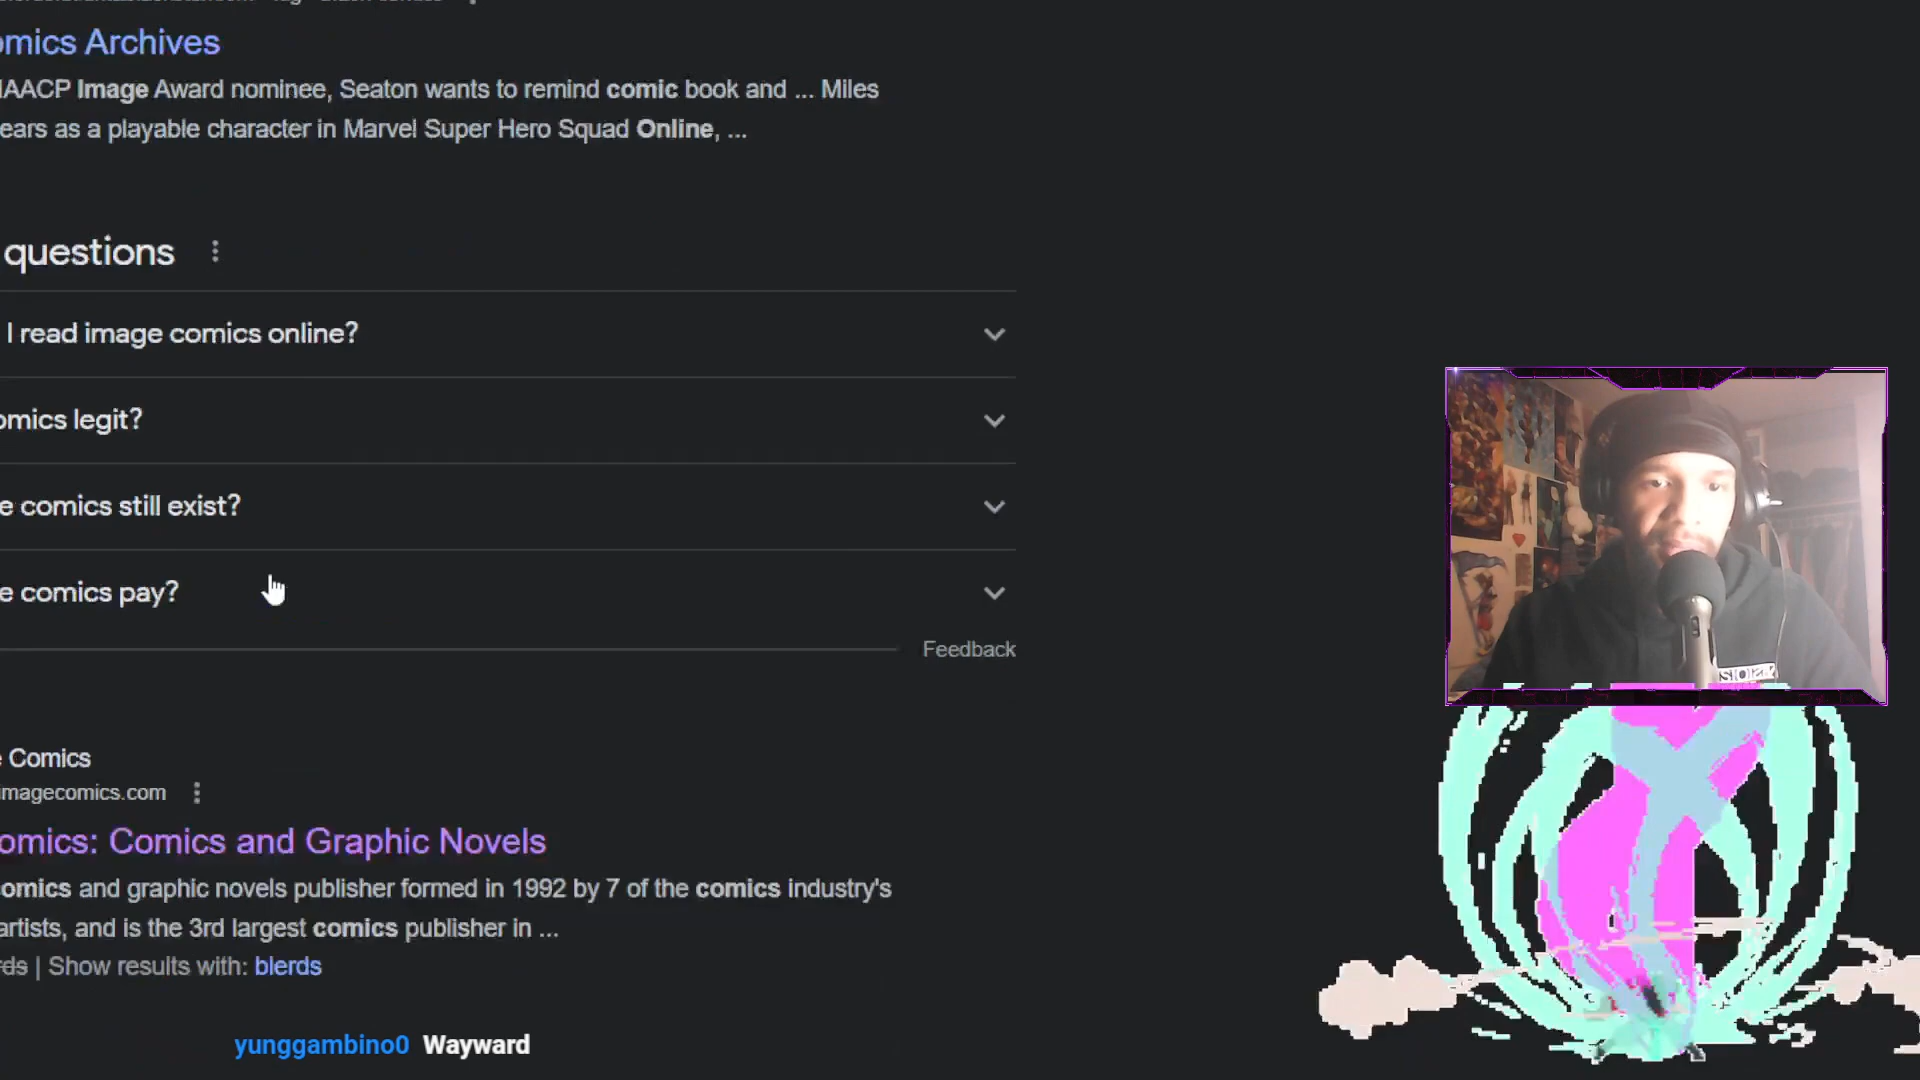 omics Archives
IAACP Image Award nominee, Seaton wants to remind comic book and ... Miles
ears as a playable character in Marvel Super Hero Squad Online, ...
questions
I read image comics online?
omics legit?
e comics still exist?
e comics pay?
Feedback
e Comics
imagecomics.com
omics: Comics and Graphic Novels
omics and graphic novels publisher formed in 1992 by 7 of the comics industry's
artists, and is the 3rd largest comics publisher in ...
rds | Show results with: blerds
yunggambino0 Wayward